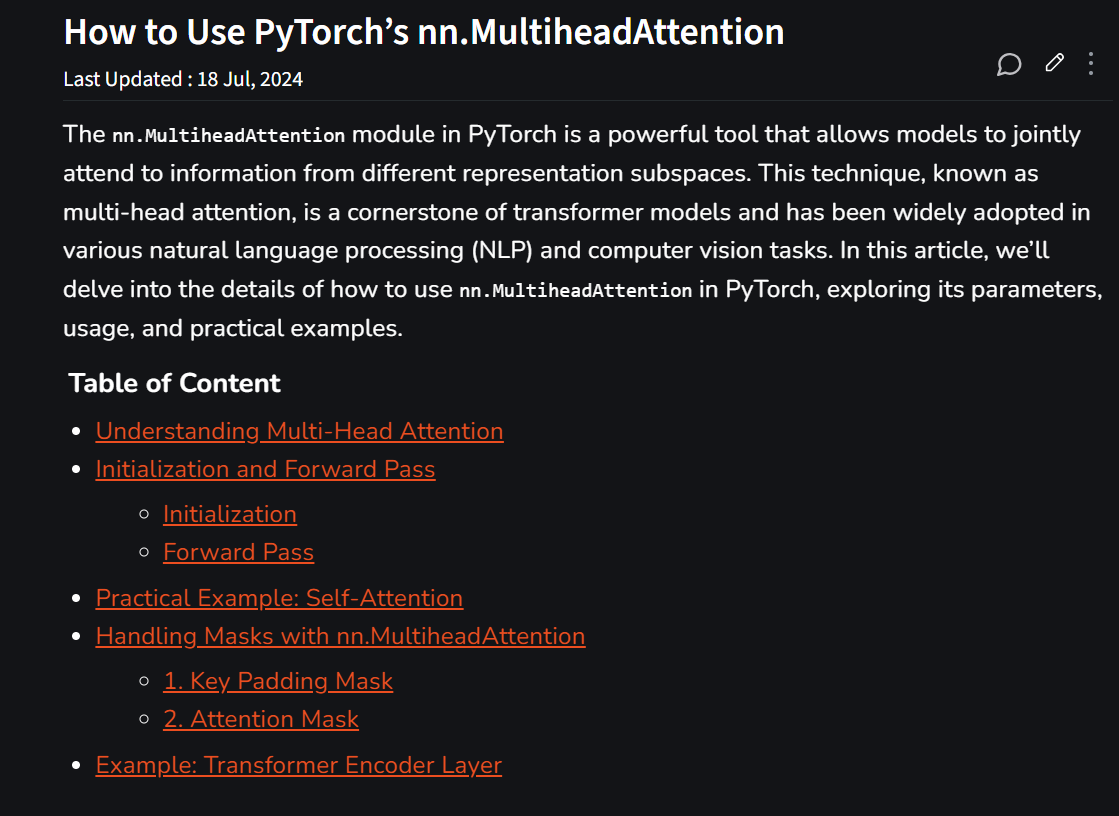 How to Use PyTorch’s nn.MultiheadAttention
Last Updated : 18 Jul, 2024
The nn.MultiheadAttention module in PyTorch is a powerful tool that allows models to jointly
attend to information from different representation subspaces. This technique, known as
multi-head attention, is a cornerstone of transformer models and has been widely adopted in
various natural language processing (NLP) and computer vision tasks. In this article, we’ll
delve into the details of how to use nn.MultiheadAttention in PyTorch, exploring its parameters,
usage, and practical examples.
Table of Content
Understanding Multi-Head Attention
Initialization and Forward Pass
Initialization
Forward Pass
Practical Example: Self-Attention
Handling Masks with nn.MultiheadAttention
1. Key Padding Mask
2. Attention Mask
Example: Transformer Encoder Layer